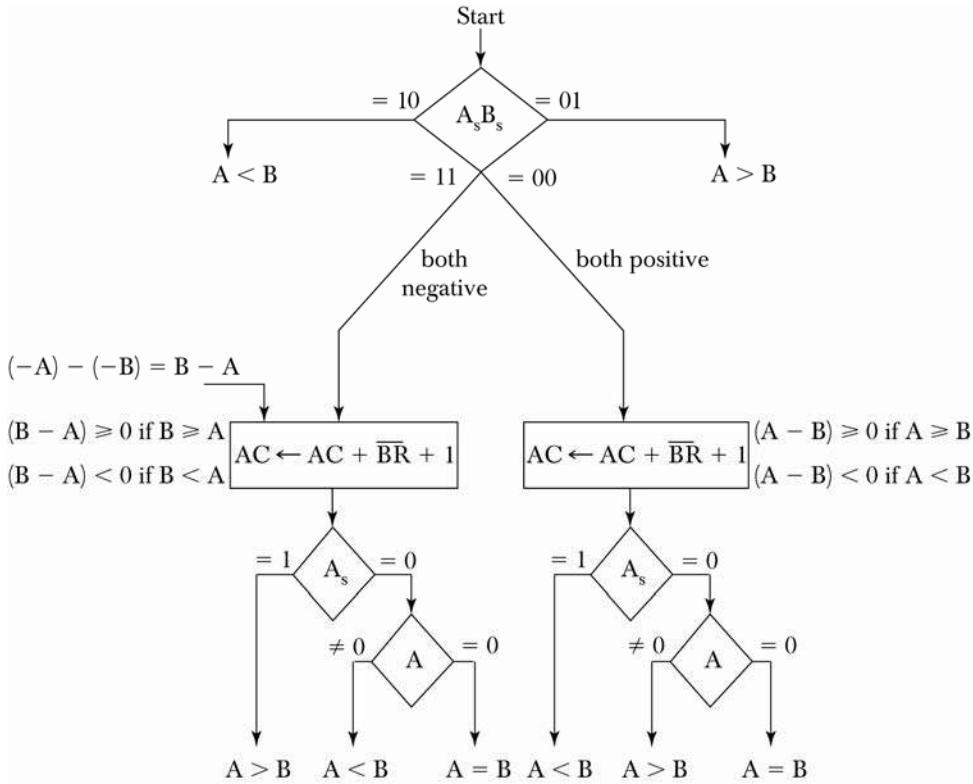 Start
= 10
= 01
AₛBₛ
A < B
= 11
= 00
A > B
both
negative
both positive
(−A) − (−B) = B − A
(B − A) ⩾ 0 if B ⩾ A
(B − A) < 0 if B < A
AC ← AC + B̅R̅ + 1
AC ← AC + B̅R̅ + 1
(A − B) ⩾ 0 if A ⩾ B
(A − B) < 0 if A < B
= 1
Aₛ
= 0
= 1
Aₛ
= 0
≠ 0
A
= 0
≠ 0
A
= 0
A > B
A < B
A = B
A < B
A > B
A = B